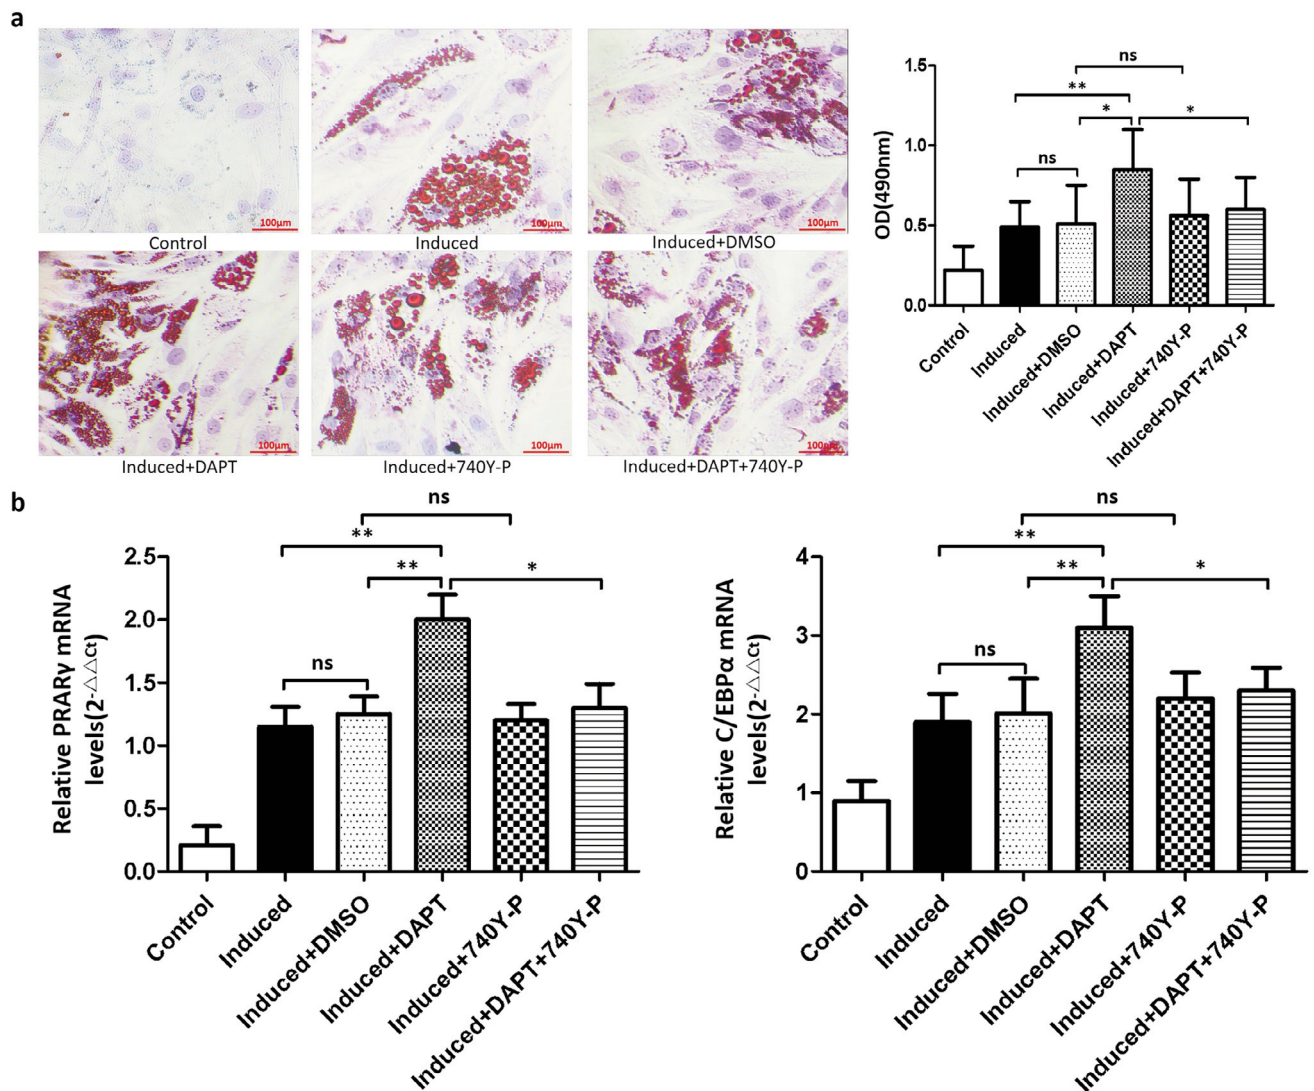 a
100μm
100μm
100μm
Control
Induced
Induced+DMSO
100μm
100μm
100μm
Induced+DAPT
Induced+740Y-P
Induced+DAPT+740Y-P
OD(490nm)
1.5
1.0
0.5
0.0
ns
**
*
*
ns
Control
Induced
Induced+DMSO
Induced+DAPT
Induced+740Y-P
Induced+DAPT+740Y-P
b
Relative PRARγ mRNA
levels(2-△△Ct)
2.5
2.0
1.5
1.0
0.5
0.0
ns
**
**
*
ns
Control
Induced
Induced+DMSO
Induced+DAPT
Induced+740Y-P
Induced+DAPT+740Y-P
Relative C/EBPα mRNA
levels(2-△△Ct)
4
3
2
1
0
ns
**
**
*
ns
Control
Induced
Induced+DMSO
Induced+DAPT
Induced+740Y-P
Induced+DAPT+740Y-P